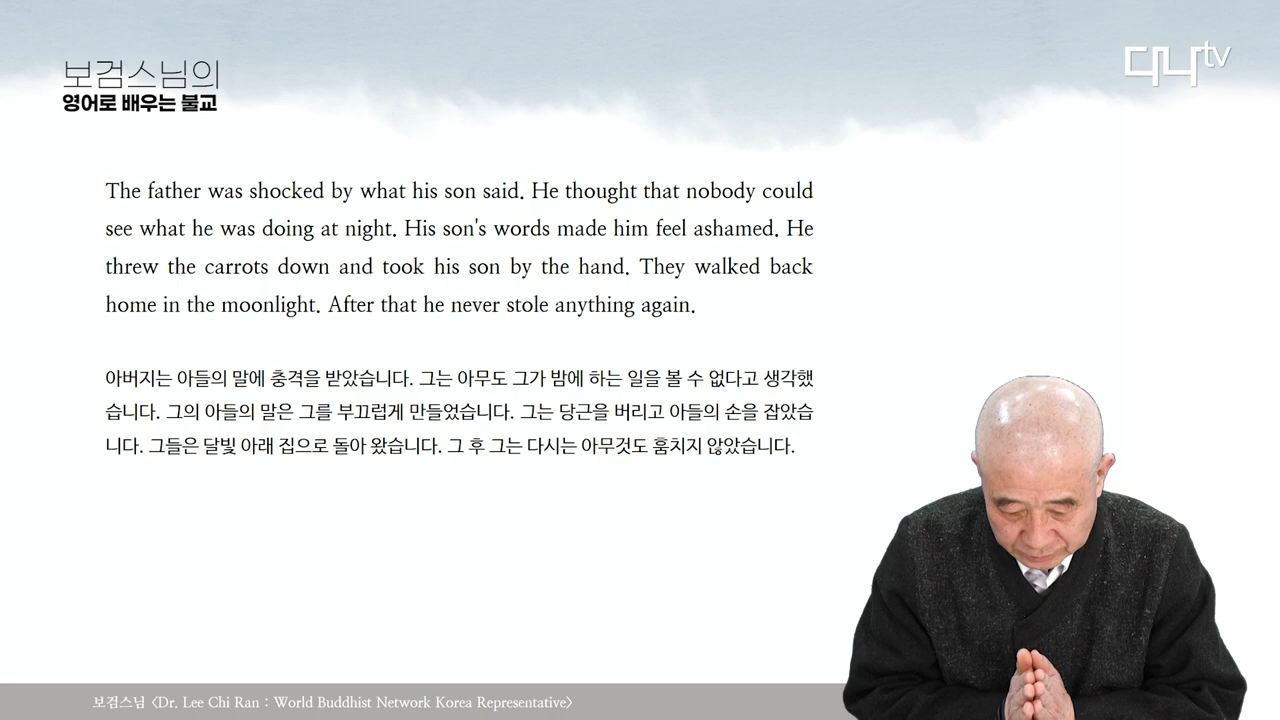 보검스님의
영어로 배우는 불교
다나tv
The father was shocked by what his son said. He thought that nobody could
see what he was doing at night. His son's words made him feel ashamed. He
threw the carrots down and took his son by the hand. They walked back
home in the moonlight. After that he never stole anything again.
아버지는 아들의 말에 충격을 받았습니다. 그는 아무도 그가 밤에 하는 일을 볼 수 없다고 생각했
습니다. 그의 아들의 말은 그를 부끄럽게 만들었습니다. 그는 당근을 버리고 아들의 손을 잡았습
니다. 그들은 달빛 아래 집으로 돌아 왔습니다. 그 후 그는 다시는 아무것도 훔치지 않았습니다.
보검스님 <Dr. Lee Chi Ran : World Buddhist Network Korea Representative>